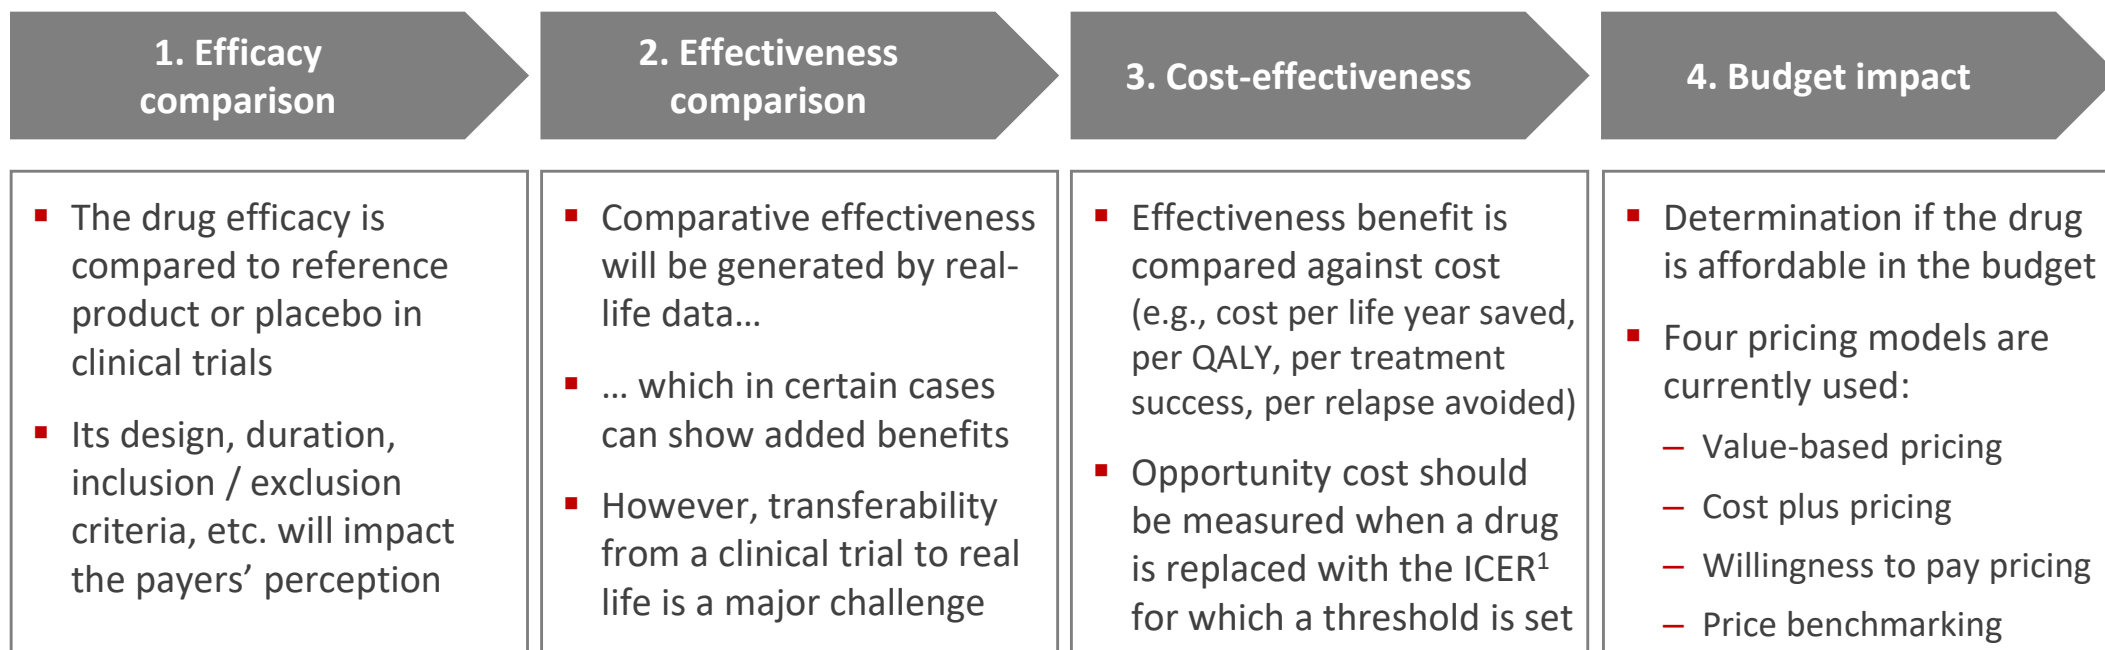 1. Efficacy
comparison
▪ The drug efficacy is
compared to reference
product or placebo in
clinical trials
▪ Its design, duration,
inclusion / exclusion
criteria, etc. will impact
the payers’ perception
2. Effectiveness
comparison
▪ Comparative effectiveness
will be generated by real-
life data…
▪ … which in certain cases
can show added benefits
▪ However, transferability
from a clinical trial to real
life is a major challenge
3. Cost-effectiveness
▪ Effectiveness benefit is
compared against cost
(e.g., cost per life year saved,
per QALY, per treatment
success, per relapse avoided)
▪ Opportunity cost should
be measured when a drug
is replaced with the ICER¹
for which a threshold is set
4. Budget impact
▪ Determination if the drug
is affordable in the budget
▪ Four pricing models are
currently used:
– Value-based pricing
– Cost plus pricing
– Willingness to pay pricing
– Price benchmarking